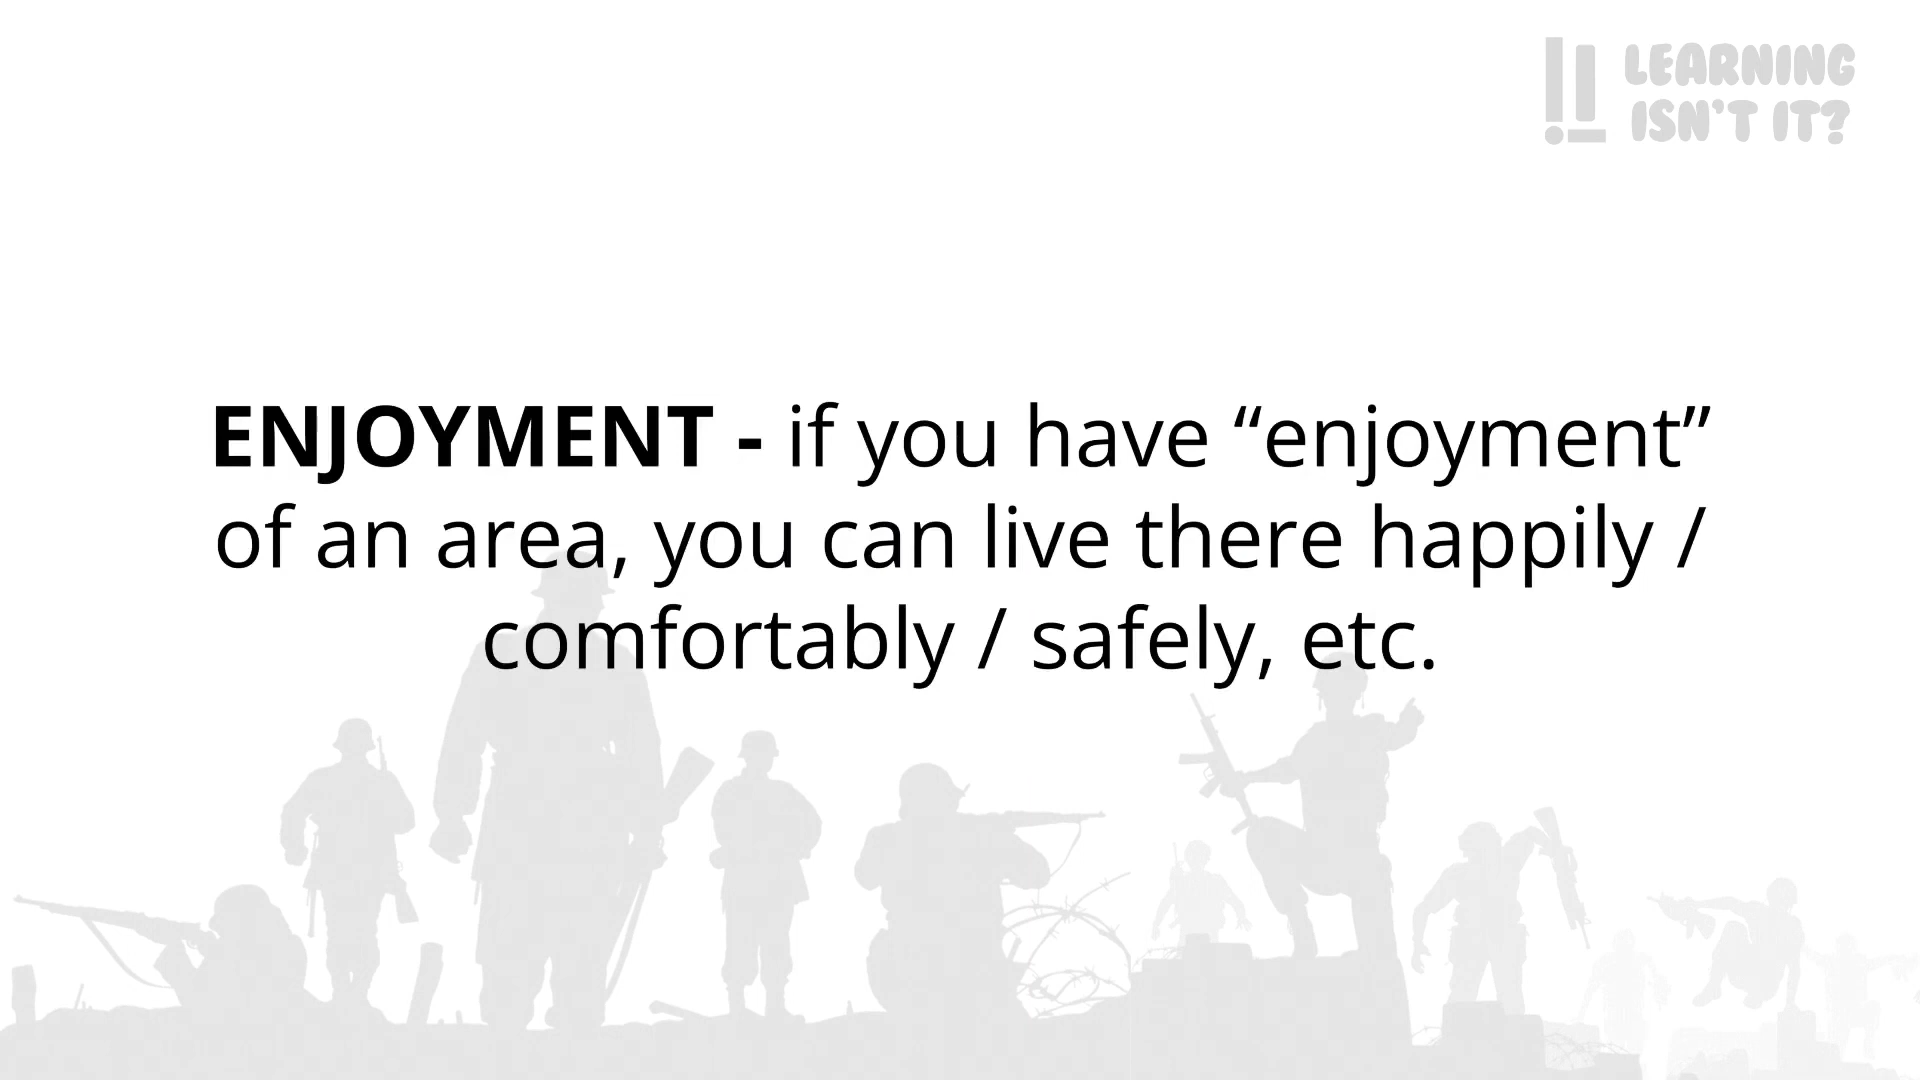 LEARNING
ISN'T IT?
ENJOYMENT - if you have “enjoyment”
of an area, you can live there happily /
comfortably / safely, etc.